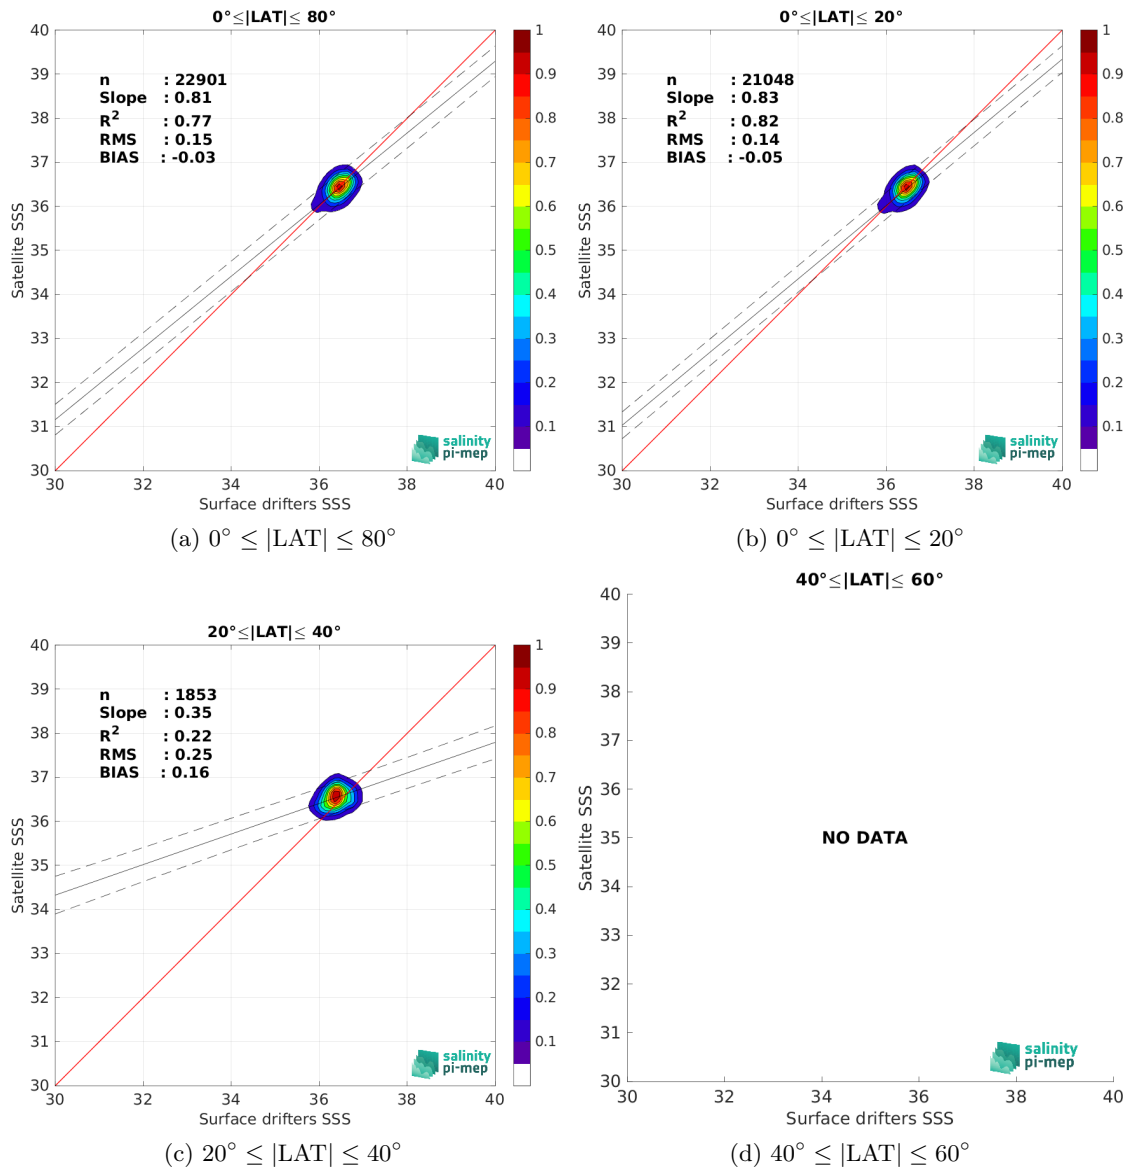 0°≤|LAT|≤ 80°
40
39
38
37
36
35
34
33
32
31
30
Satellite SSS
n : 22901
Slope : 0.81
R² : 0.77
RMS : 0.15
BIAS : -0.03
1
0.9
0.8
0.7
0.6
0.5
0.4
0.3
0.2
0.1
salinity
pi-mep
30 32 34 36 38 40
Surface drifters SSS
(a) 0° ≤ |LAT| ≤ 80°
0°≤|LAT|≤ 20°
40
39
38
37
36
35
34
33
32
31
30
Satellite SSS
n : 21048
Slope : 0.83
R² : 0.82
RMS : 0.14
BIAS : -0.05
1
0.9
0.8
0.7
0.6
0.5
0.4
0.3
0.2
0.1
salinity
pi-mep
30 32 34 36 38 40
Surface drifters SSS
(b) 0° ≤ |LAT| ≤ 20°
20°≤|LAT|≤ 40°
40
39
38
37
36
35
34
33
32
31
30
Satellite SSS
n : 1853
Slope : 0.35
R² : 0.22
RMS : 0.25
BIAS : 0.16
1
0.9
0.8
0.7
0.6
0.5
0.4
0.3
0.2
0.1
salinity
pi-mep
30 32 34 36 38 40
Surface drifters SSS
(c) 20° ≤ |LAT| ≤ 40°
40°≤|LAT|≤ 60°
40
39
38
37
36
35
34
33
32
31
30
Satellite SSS
NO DATA
salinity
pi-mep
30 32 34 36 38 40
Surface drifters SSS
(d) 40° ≤ |LAT| ≤ 60°